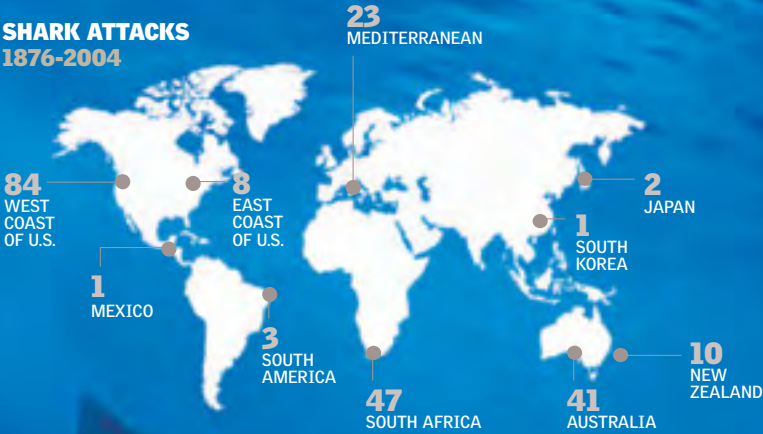 SHARK ATTACKS
1876-2004
23
MEDITERRANEAN
84
WEST
COAST
OF U.S.
8
EAST
COAST
OF U.S.
2
JAPAN
1
SOUTH
KOREA
1
MEXICO
3
SOUTH
AMERICA
47
SOUTH AFRICA
41
AUSTRALIA
10
NEW
ZEALAND